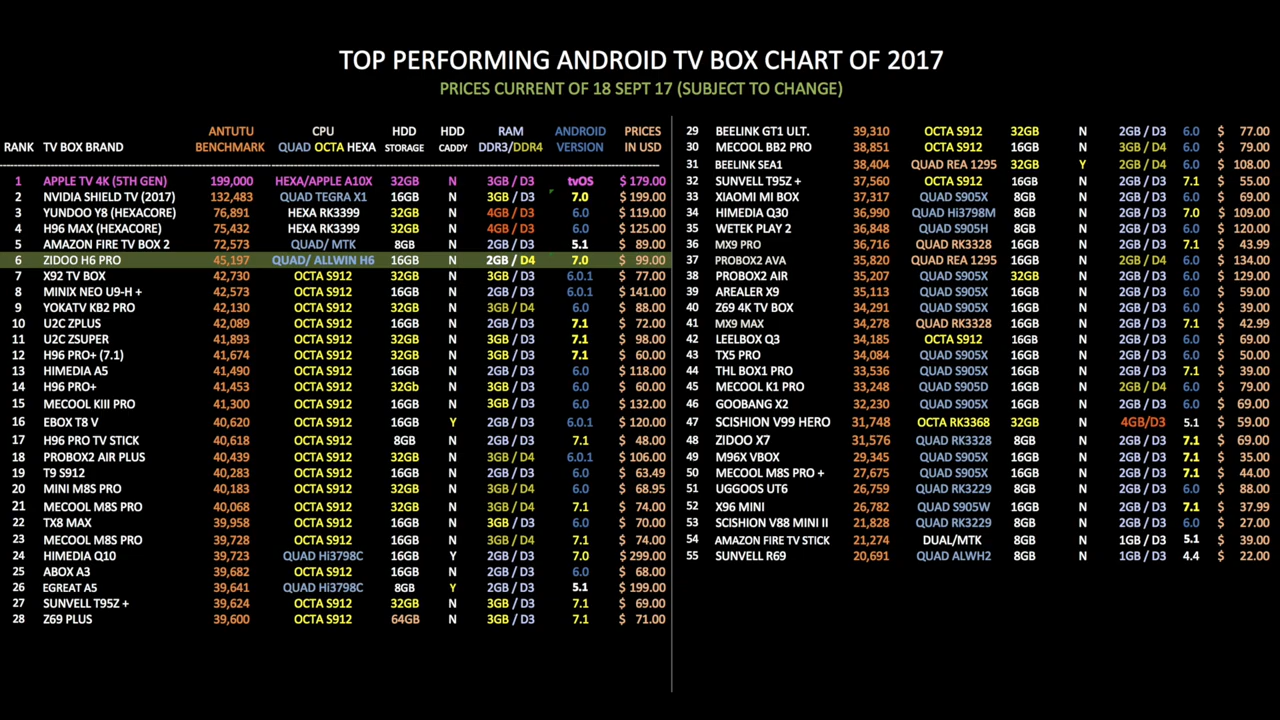 TOP PERFORMING ANDROID TV BOX CHART OF 2017
PRICES CURRENT OF 18 SEPT 17 (SUBJECT TO CHANGE)
ANTUTU CPU HDD HDD RAM ANDROID PRICES
RANK TV BOX BRAND BENCHMARK QUAD OCTA HEXA STORAGE CADDY DDR3/DDR4 VERSION IN USD
1 APPLE TV 4K (5TH GEN) 199,000 HEXA/APPLE A10X 32GB N 3GB / D3 tvOS $ 179.00
2 NVIDIA SHIELD TV (2017) 132,483 QUAD TEGRA X1 16GB N 3GB / D3 7.0 $ 199.00
3 YUNDOO Y8 (HEXACORE) 76,891 HEXA RK3399 32GB N 4GB / D3 6.0 $ 119.00
4 H96 MAX (HEXACORE) 75,432 HEXA RK3399 32GB N 4GB / D3 6.0 $ 125.00
5 AMAZON FIRE TV BOX 2 72,573 QUAD/ MTK 8GB N 2GB / D3 5.1 $ 89.00
6 ZIDOO H6 PRO 45,197 QUAD/ ALLWIN H6 16GB N 2GB / D4 7.0 $ 99.00
7 X92 TV BOX 42,730 OCTA S912 32GB N 3GB / D3 6.0.1 $ 77.00
8 MINIX NEO U9-H + 42,573 OCTA S912 16GB N 2GB / D3 6.0.1 $ 141.00
9 YOKATV KB2 PRO 42,130 OCTA S912 32GB N 3GB / D4 6.0 $ 88.00
10 U2C ZPLUS 42,089 OCTA S912 16GB N 2GB / D3 7.1 $ 72.00
11 U2C ZSUPER 41,893 OCTA S912 32GB N 3GB / D3 7.1 $ 98.00
12 H96 PRO+ (7.1) 41,674 OCTA S912 32GB N 3GB / D3 7.1 $ 60.00
13 HIMEDIA A5 41,490 OCTA S912 16GB N 2GB / D3 6.0 $ 118.00
14 H96 PRO+ 41,453 OCTA S912 32Gb N 3GB / D3 6.0 $ 60.00
15 MECOOL KIII PRO 41,300 OCTA S912 16GB N 3GB / D3 6.0 $ 132.00
16 EBOX T8 V 40,620 OCTA S912 16GB Y 2GB / D3 6.0.1 $ 120.00
17 H96 PRO TV STICK 40,618 OCTA S912 8GB N 2GB / D3 7.1 $ 48.00
18 PROBOX2 AIR PLUS 40,439 OCTA S912 32GB N 3GB / D4 6.0.1 $ 106.00
19 T9 S912 40,283 OCTA S912 16GB N 2GB / D3 6.0 $ 63.49
20 MINI M8S PRO 40,183 OCTA S912 32GB N 3GB / D4 6.0 $ 68.95
21 MECOOL M8S PRO 40,068 OCTA S912 32GB N 3GB / D4 7.1 $ 74.00
22 TX8 MAX 39,958 OCTA S912 16GB N 3GB / D3 6.0 $ 70.00
23 MECOOL M8S PRO 39,728 OCTA S912 16GB N 3GB / D4 7.1 $ 74.00
24 HIMEDIA Q10 39,723 QUAD Hi3798C 16GB Y 2GB / D3 7.0 $ 299.00
25 ABOX A3 39,682 OCTA S912 16GB N 2GB / D3 6.0 $ 68.00
26 EGREAT A5 39,641 QUAD Hi3798C 8GB Y 2GB / D3 5.1 $ 199.00
27 SUNVELL T95Z + 39,624 OCTA S912 32GB N 3GB / D3 7.1 $ 69.00
28 Z69 PLUS 39,600 OCTA S912 64GB N 3GB / D3 7.1 $ 71.00
29 BEELINK GT1 ULT. 39,310 OCTA S912 32GB N 2GB / D3 6.0 $ 77.00
30 MECOOL BB2 PRO 38,851 OCTA S912 16GB N 3GB / D4 6.0 $ 79.00
31 BEELINK SEA1 38,404 QUAD REA 1295 32GB Y 2GB / D4 6.0 $ 108.00
32 SUNVELL T95Z + 37,560 OCTA S912 16GB N 2GB / D3 7.1 $ 55.00
33 XIAOMI MI BOX 37,317 QUAD S905X 8GB N 2GB / D3 6.0 $ 69.00
34 HIMEDIA Q30 36,990 QUAD Hi3798M 8GB N 2GB / D3 7.0 $ 109.00
35 WETEK PLAY 2 36,848 QUAD S905H 8GB N 2GB / D3 6.0 $ 120.00
36 MX9 PRO 36,716 QUAD RK3328 16GB N 2GB / D3 7.1 $ 43.99
37 PROBOX2 AVA 35,820 QUAD REA 1295 16GB N 2GB / D4 6.0 $ 134.00
38 PROBOX2 AIR 35,820 QUAD S905X 32GB N 2GB / D3 6.0 $ 129.00
39 AREALER X9 35,113 QUAD S905X 16GB N 2GB / D3 6.0 $ 59.00
40 Z69 4K TV BOX 34,291 QUAD S905X 16GB N 2GB / D3 6.0 $ 79.00
41 MX9 MAX 34,278 QUAD RK3328 16GB N 2GB / D3 7.1 $ 42.99
42 LEELBOX Q3 34,185 OCTA S912 16GB N 2GB / D3 6.0 $ 69.00
43 TX5 PRO 34,084 QUAD S905X 16GB N 2GB / D3 6.0 $ 50.00
44 THL BOX1 PRO 33,536 QUAD S905X 16GB N 2GB / D3 7.1 $ 39.00
45 MECOOL K1 PRO 33,248 QUAD S905D 16GB N 2GB / D4 6.0 $ 79.00
46 GOOBANG X2 32,230 QUAD S905X 16GB N 2GB / D3 6.0 $ 69.00
47 SCISHION V99 HERO 31,748 OCTA RK3368 32GB N 4GB/D3 5.1 $ 59.00
48 ZIDOO X7 31,576 QUAD RK3328 8GB N 2GB / D3 7.1 $ 69.00
49 M96X VBOX 29,345 QUAD S905X 16GB N 2GB / D3 7.1 $ 35.00
50 MECOOL M8S PRO + 27,675 QUAD S905X 16GB N 2GB / D3 7.1 $ 44.00
51 UGGOOS UT6 26,759 QUAD RK3229 8GB N 2GB / D3 6.0 $ 88.00
52 X96 MINI 26,782 QUAD S905W 16GB N 2GB / D3 7.1 $ 37.99
53 SCISHION V88 MINI II 21,828 QUAD RK3229 8GB N 2GB / D3 6.0 $ 27.00
54 AMAZON FIRE TV STICK 21,274 DUAL/MTK 8GB N 1GB / D3 5.1 $ 39.00
55 SUNVELL R69 20,691 QUAD ALWH2 8GB N 1GB / D3 4.4 $ 22.00